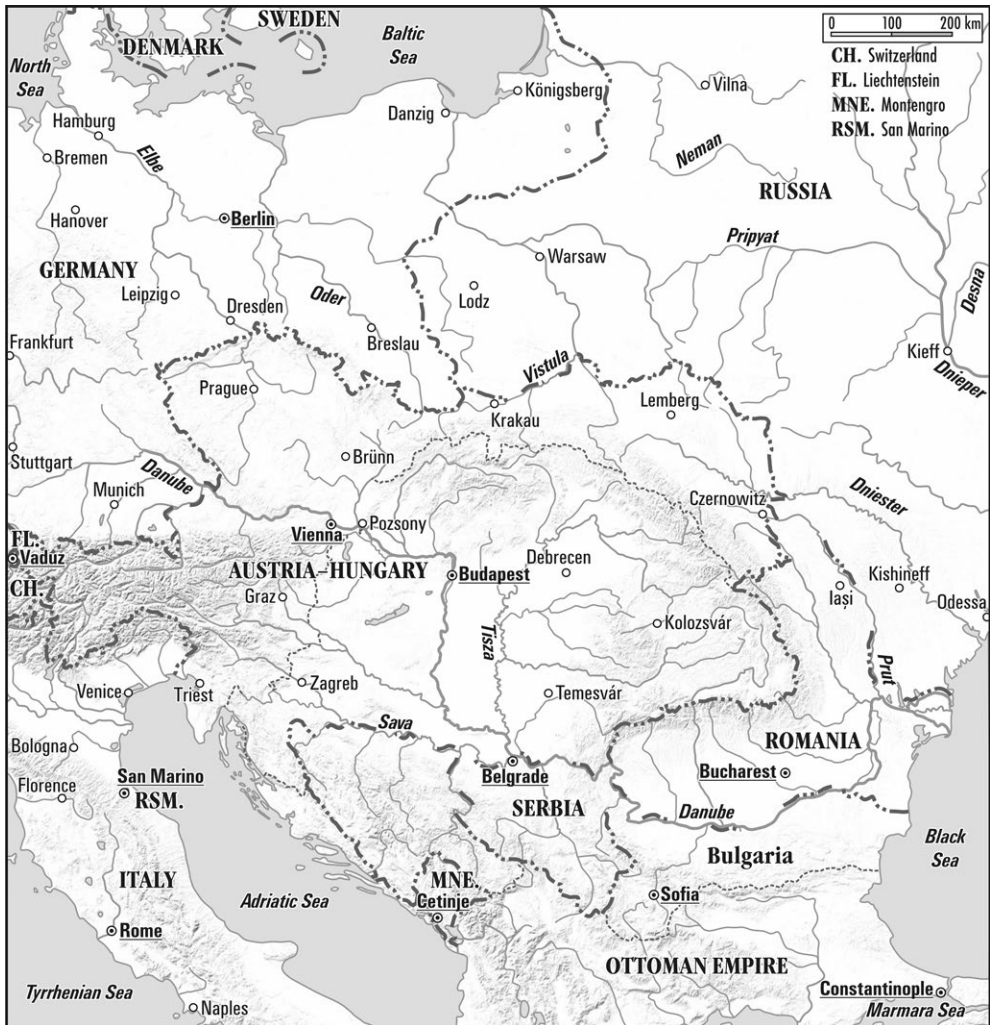 SWEDEN
DENMARK
Baltic
Sea
North
Sea
0 100 200 km
CH. Switzerland
FL. Liechtenstein
MNE. Montengro
RSM. San Marino
Königsberg
Vilna
Danzig
Hamburg
Bremen
Elbe
Neman
RUSSIA
Hanover
Berlin
Pripyat
Warsaw
GERMANY
Leipzig
Oder
Lodz
Desna
Dresden
Breslau
Frankfurt
Kieff
Dnieper
Vistula
Prague
Krakau
Lemberg
Stuttgart
Brünn
Danube
Munich
Czernowitz
Dniester
Vienna
Pozsony
FL.
Vadúz
CH.
AUSTRIA-HUNGARY
Debrecen
Budapest
Kishineff
Iași
Odessa
Graz
Kolozsvár
Tisza
Prut
Venice
Triest
Zagreb
Temesvár
Sava
ROMANIA
Bologna
Belgrade
Bucharest
Florence
San Marino
RSM.
SERBIA
Danube
Bulgaria
Black
Sea
ITALY
MNE.
Cetinje
Sofia
Adriatic Sea
Rome
OTTOMAN EMPIRE
Constantinople
Tyrrhenian Sea
Naples
Marmara Sea